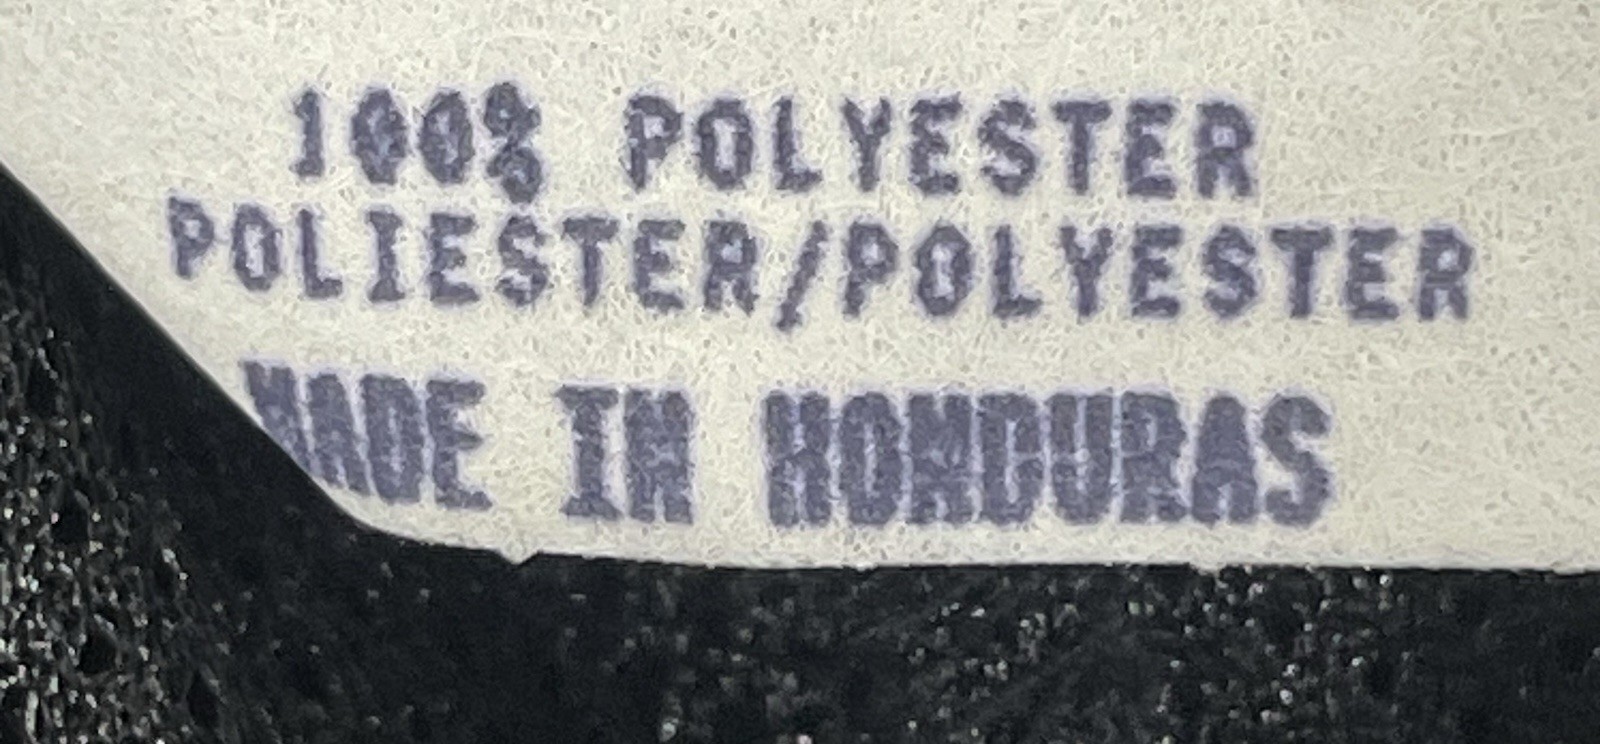 100% POLYESTER
POLIESTER/POLYESTER
MADE IN HONDURAS